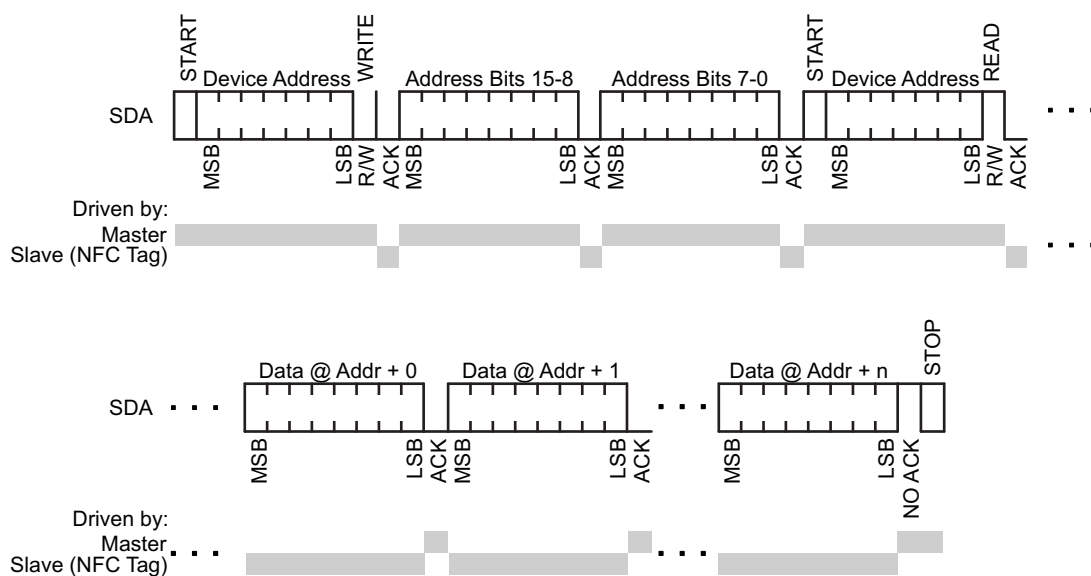 START
WRITE
START
READ
Device Address
Address Bits 15-8
Address Bits 7-0
Device Address
SDA
MSB
LSB
R/W
ACK
MSB
LSB
ACK
MSB
LSB
ACK
MSB
LSB
R/W
ACK
Driven by:
Master
Slave (NFC Tag)
STOP
Data @ Addr + 0
Data @ Addr + 1
Data @ Addr + n
SDA
MSB
LSB
ACK
MSB
LSB
ACK
MSB
LSB
NO ACK
Driven by:
Master
Slave (NFC Tag)